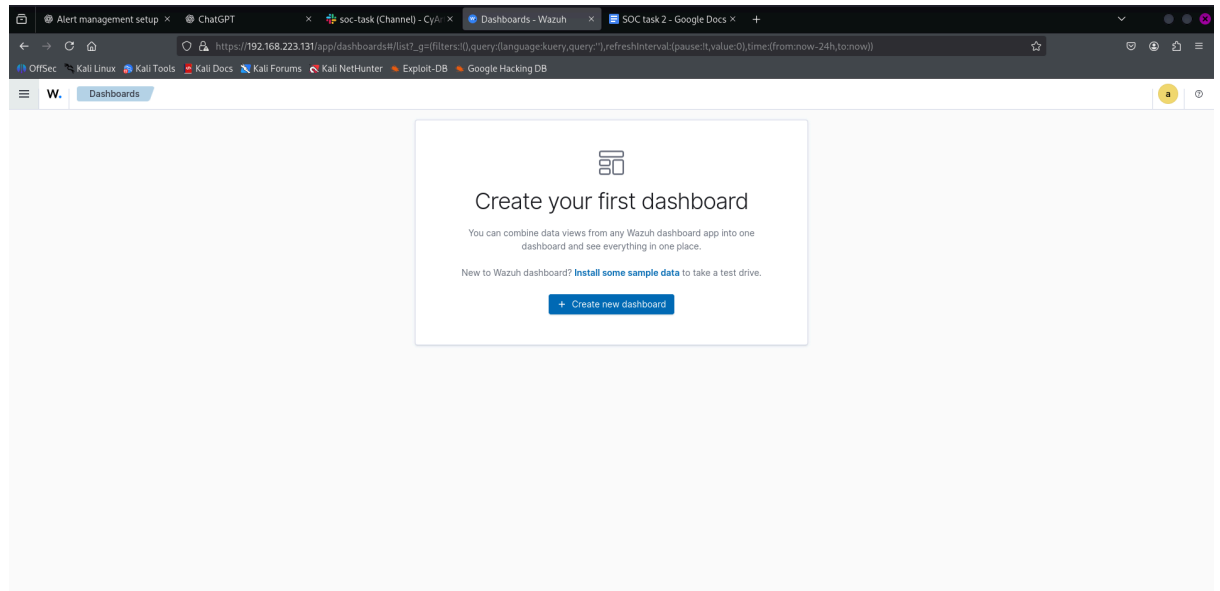 Alert management setup
ChatGPT
soc-task (Channel) - CyAr
Dashboards - Wazuh
SOC task 2 - Google Docs
https://192.168.223.131/app/dashboards#/list?_g=(filters:!(),query:(language:kuery,query:''),refreshInterval:(pause:!t,value:0),time:(from:now-24h,to:now))
OffSec Kali Linux Kali Tools Kali Docs Kali Forums Kali NetHunter Exploit-DB Google Hacking DB
W. Dashboards a
Create your first dashboard
You can combine data views from any Wazuh dashboard app into one
dashboard and see everything in one place.
New to Wazuh dashboard? Install some sample data to take a test drive.
+ Create new dashboard